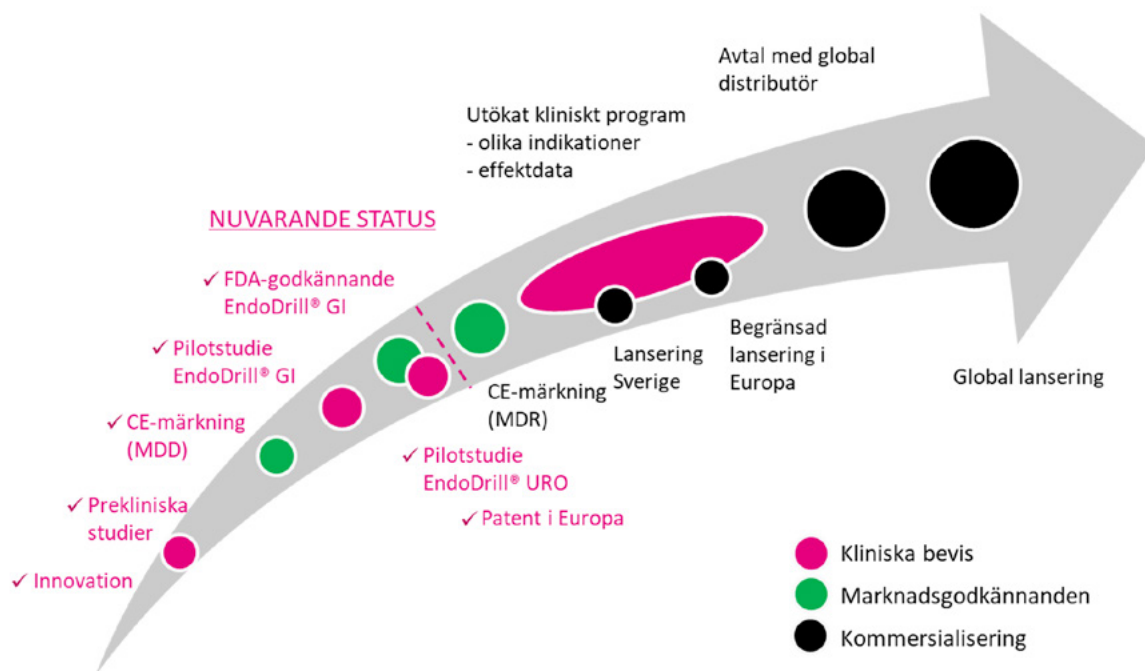 Avtal med global
distributör
Utökat kliniskt program
- olika indikationer
- effektdata
NUVARANDE STATUS
✓ FDA-godkännande
EndoDrill® GI
✓ Pilotstudie
EndoDrill® GI
✓ CE-märkning
(MDD)
✓ Prekliniska
studier
✓ Innovation
CE-märkning
(MDR)
✓ Pilotstudie
EndoDrill® URO
✓ Patent i Europa
Lansering
Sverige
Begränsad
lansering i
Europa
Global lansering
Kliniska bevis
Marknadsgodkännanden
Kommersialisering